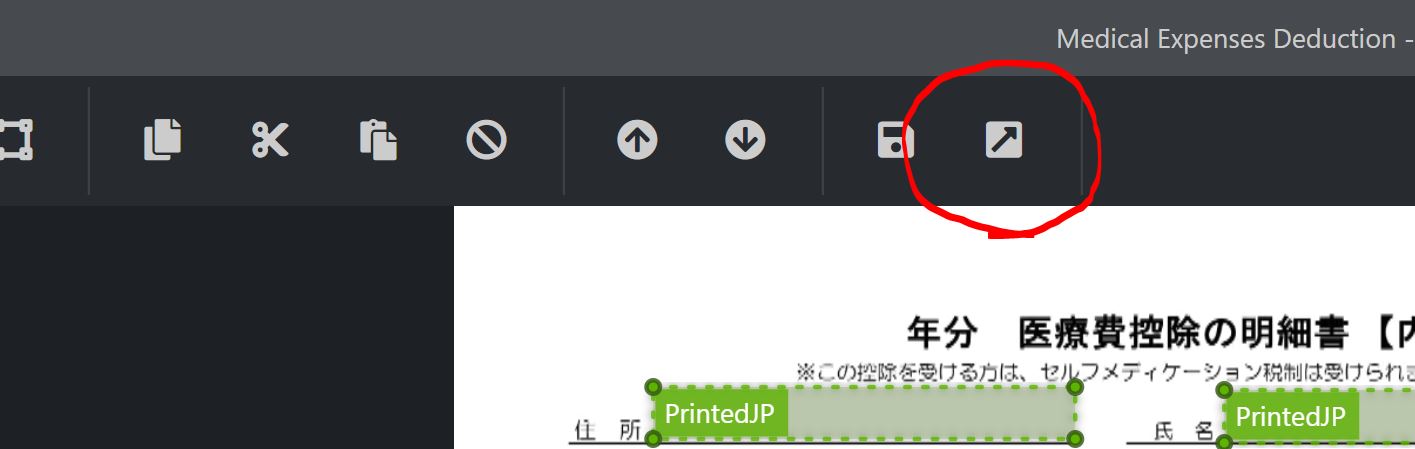 Medical Expenses Deduction -
年分　医療費控除の明細書【内
※この控除を受ける方は、セルフメディケーション税制は受けられま
住　所 PrintedJP 氏　名 PrintedJP